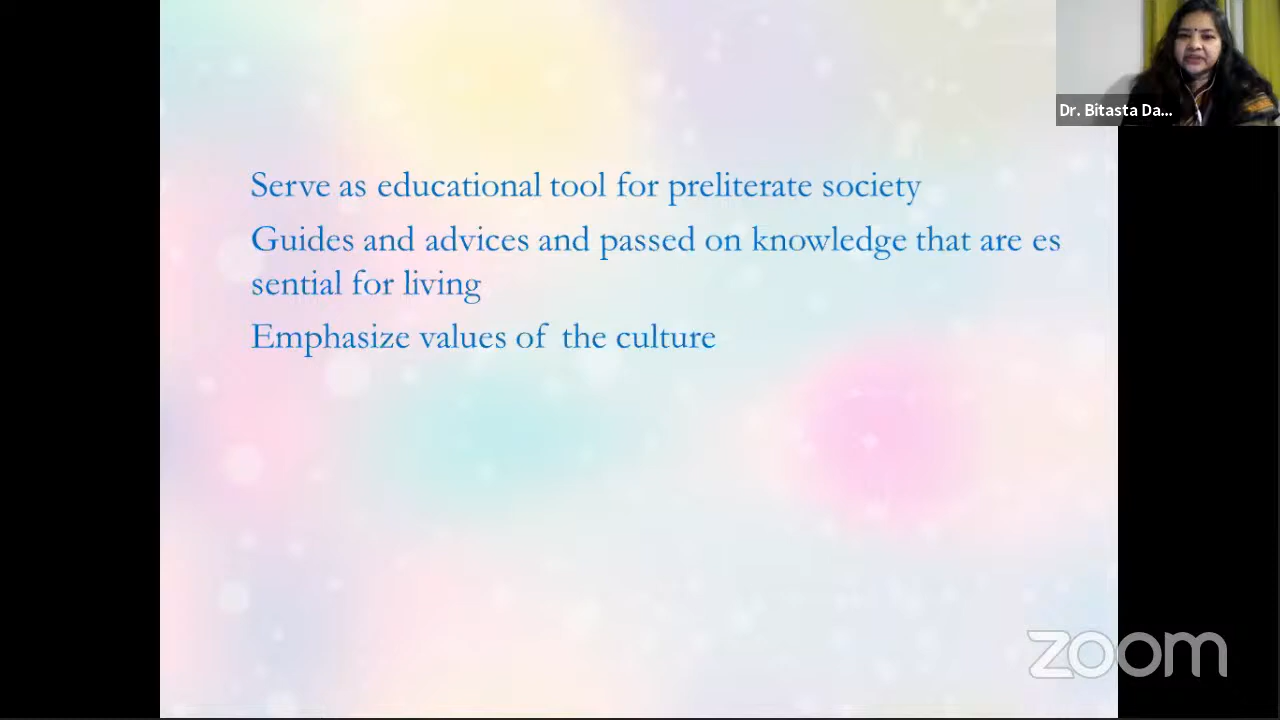 Dr. Bitasta Da...
Serve as educational tool for preliterate society
Guides and advices and passed on knowledge that are es
sential for living
Emphasize values of the culture
zoom